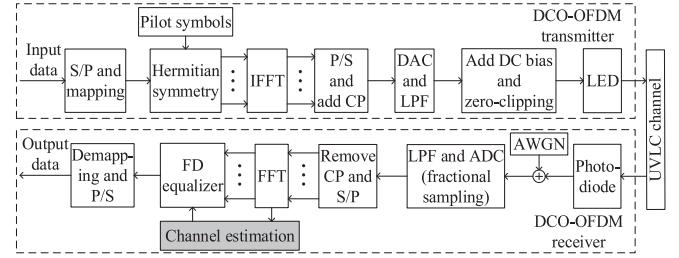 Pilot symbols
DCO-OFDM
transmitter
Input
data
S/P and
mapping
Hermitian
symmetry
IFFT
P/S
and
add CP
DAC
and
LPF
Add DC bias
and
zero-clipping
LED
UVLC channel
Output
data
Demapping
and
P/S
FD
equalizer
FFT
Remove
CP and
S/P
LPF and ADC
(fractional
sampling)
AWGN
Photo-
diode
Channel estimation
DCO-OFDM
receiver